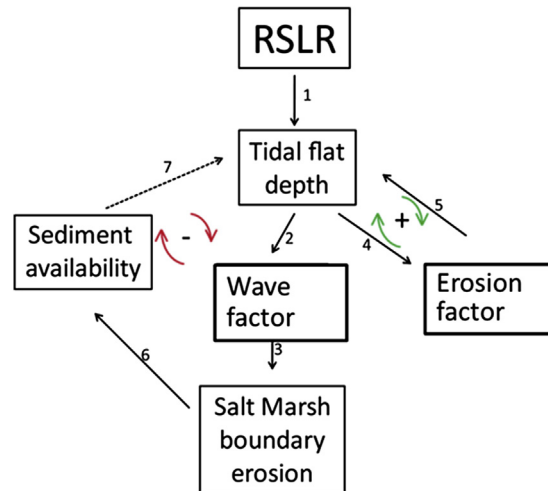 RSLR
1
Tidal flat
depth
7
5
+
-
2
4
Sediment
availability
Wave
factor
Erosion
factor
3
6
Salt Marsh
boundary
erosion